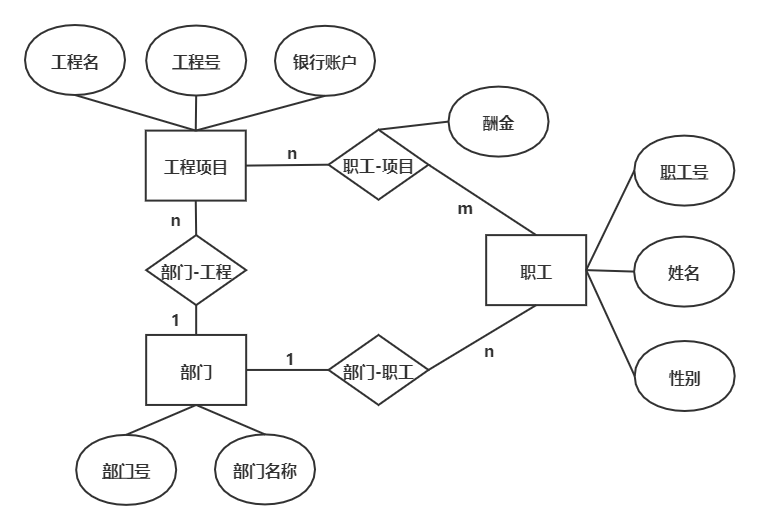 工程名
工程号
银行账户
酬金
工程项目
n
职工-项目
职工号
m
n
部门-工程
职工
姓名
1
1
部门
部门-职工
n
性别
部门号
部门名称